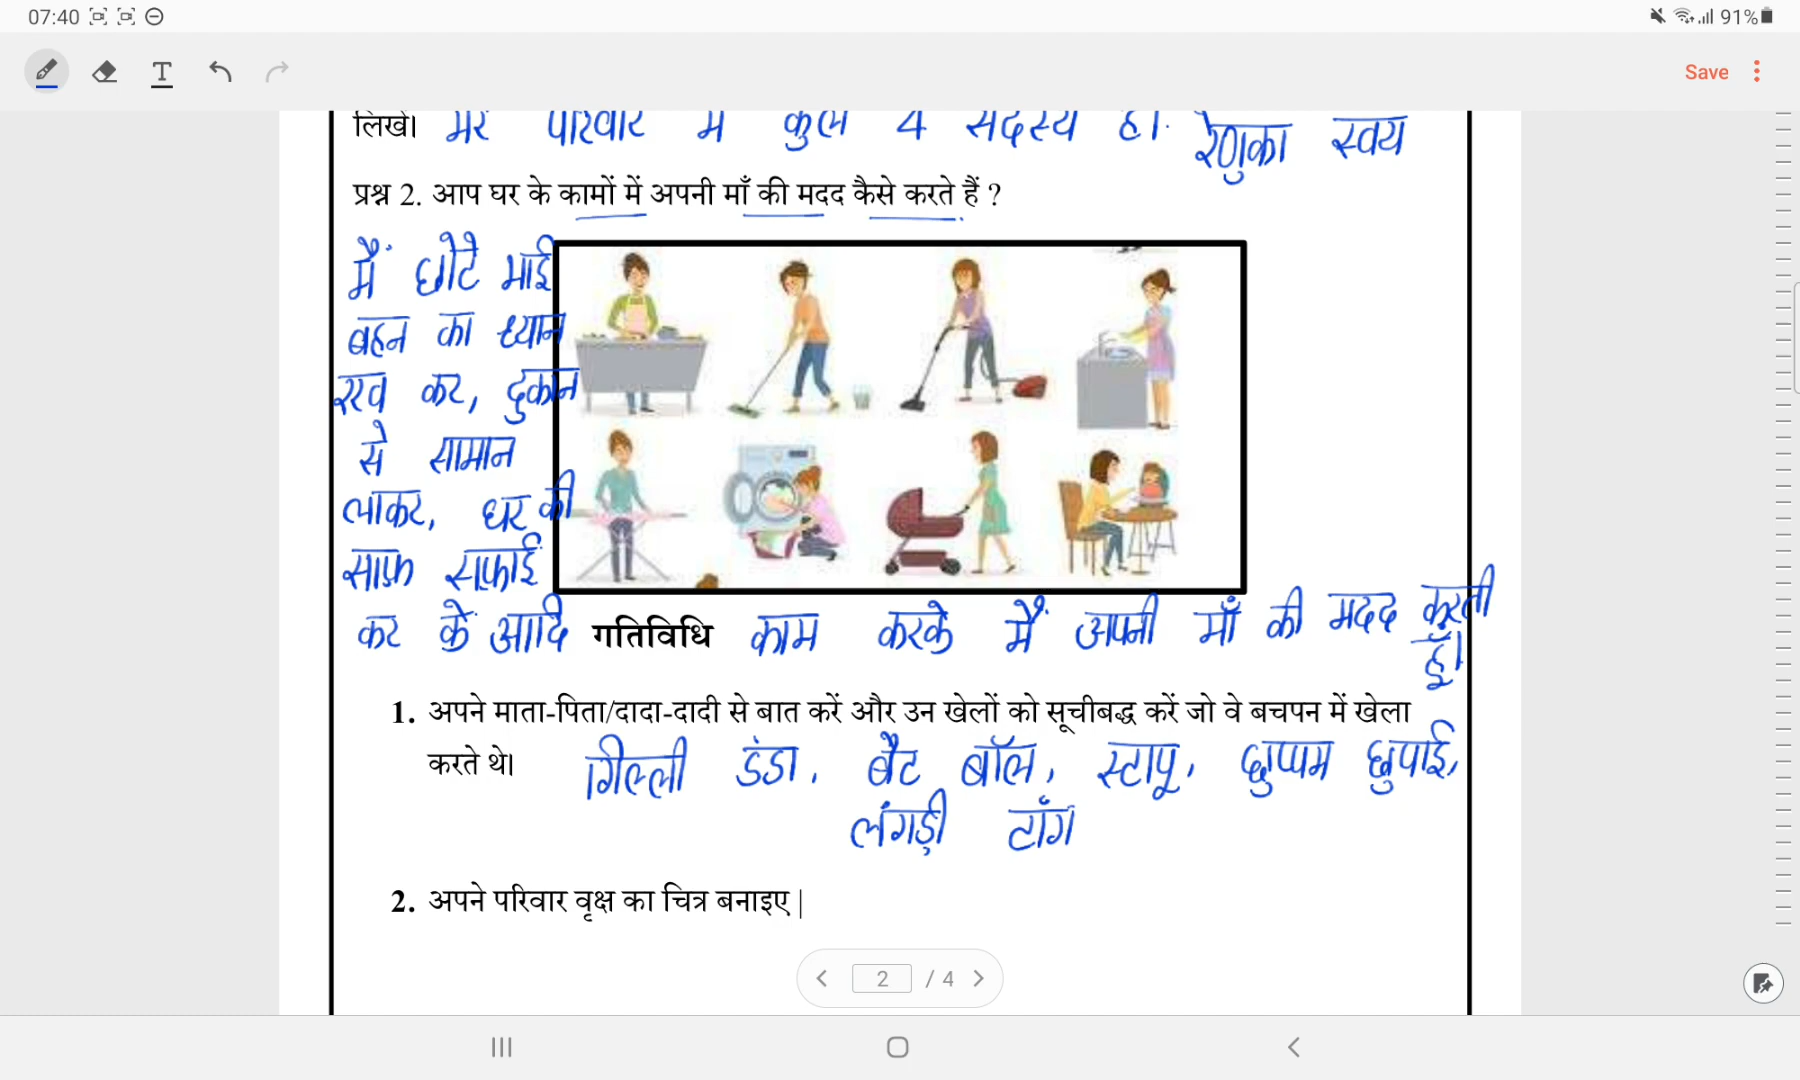 07:40
91%
Save
लिखें। मेरे परिवार में कुल 4 सदस्य हैं। रेणुका स्वयं
प्रश्न 2. आप घर के कामों में अपनी माँ की मदद कैसे करते हैं ?
मैं छोटे भाई
बहन का ध्यान
रख कर, दुकान
से सामान
लाकर, घर की
साफ़ सफ़ाई
कर के आदि गतिविधि काम करके मैं अपनी माँ की मदद करती
हूँ।
1. अपने माता-पिता/दादा-दादी से बात करें और उन खेलों को सूचीबद्ध करें जो वे बचपन में खेला
करते थे। गिल्ली डंडा, बैट बॉल, स्टापू, छुप्पम छुपाई,
लंगड़ी टाँग
2. अपने परिवार वृक्ष का चित्र बनाइए |
2 / 4